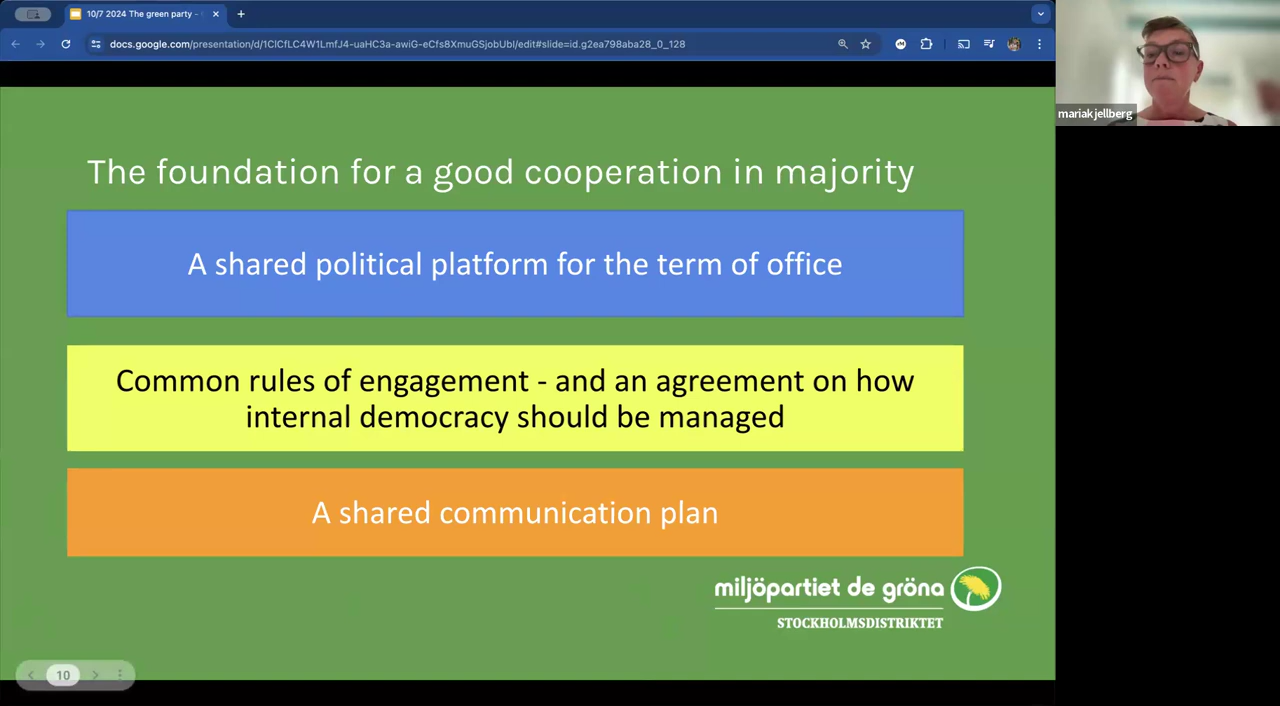 10/7 2024 The green party -
docs.google.com/presentation/d/1ClCfLC4W1LmfJ4-uaHC3a-awiG-eCfs8XmuGSjobUbI/edit#slide=id.g2ea798aba28_0_128
mariakjellberg
The foundation for a good cooperation in majority
A shared political platform for the term of office
Common rules of engagement - and an agreement on how
internal democracy should be managed
A shared communication plan
miljöpartiet de gröna
STOCKHOLMSDISTRIKTET
10